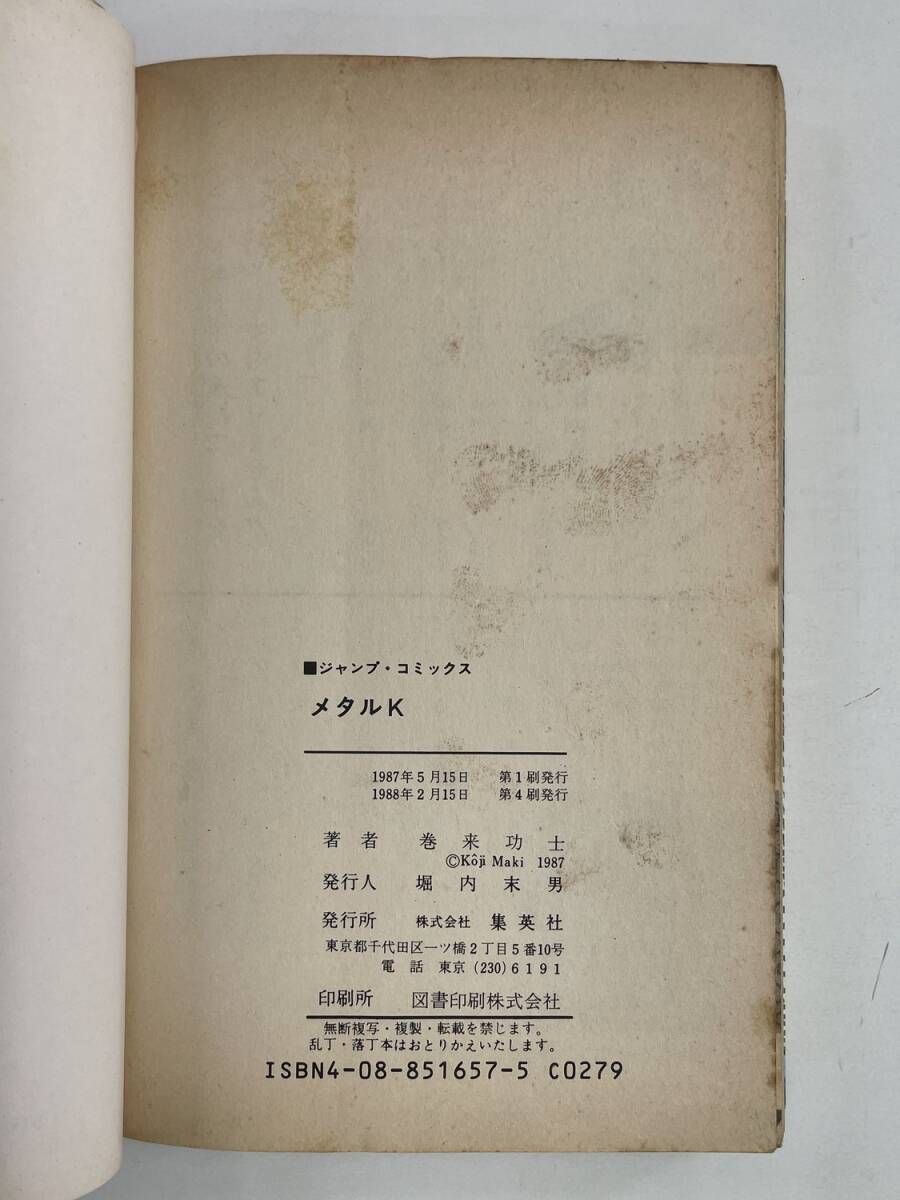 ■ジャンプ・コミックス
メタルK
1987年5月15日 第1刷発行
1988年2月15日 第4刷発行
著者 巻来功士
©Kôji Maki 1987
発行人 堀内末男
発行所 株式会社 集英社
東京都千代田区一ツ橋2丁目5番10号
電話 東京(230)6191
印刷所 図書印刷株式会社
無断複写・複製・転載を禁じます。
乱丁・落丁本はおとりかえいたします。
ISBN4-08-851657-5 C0279